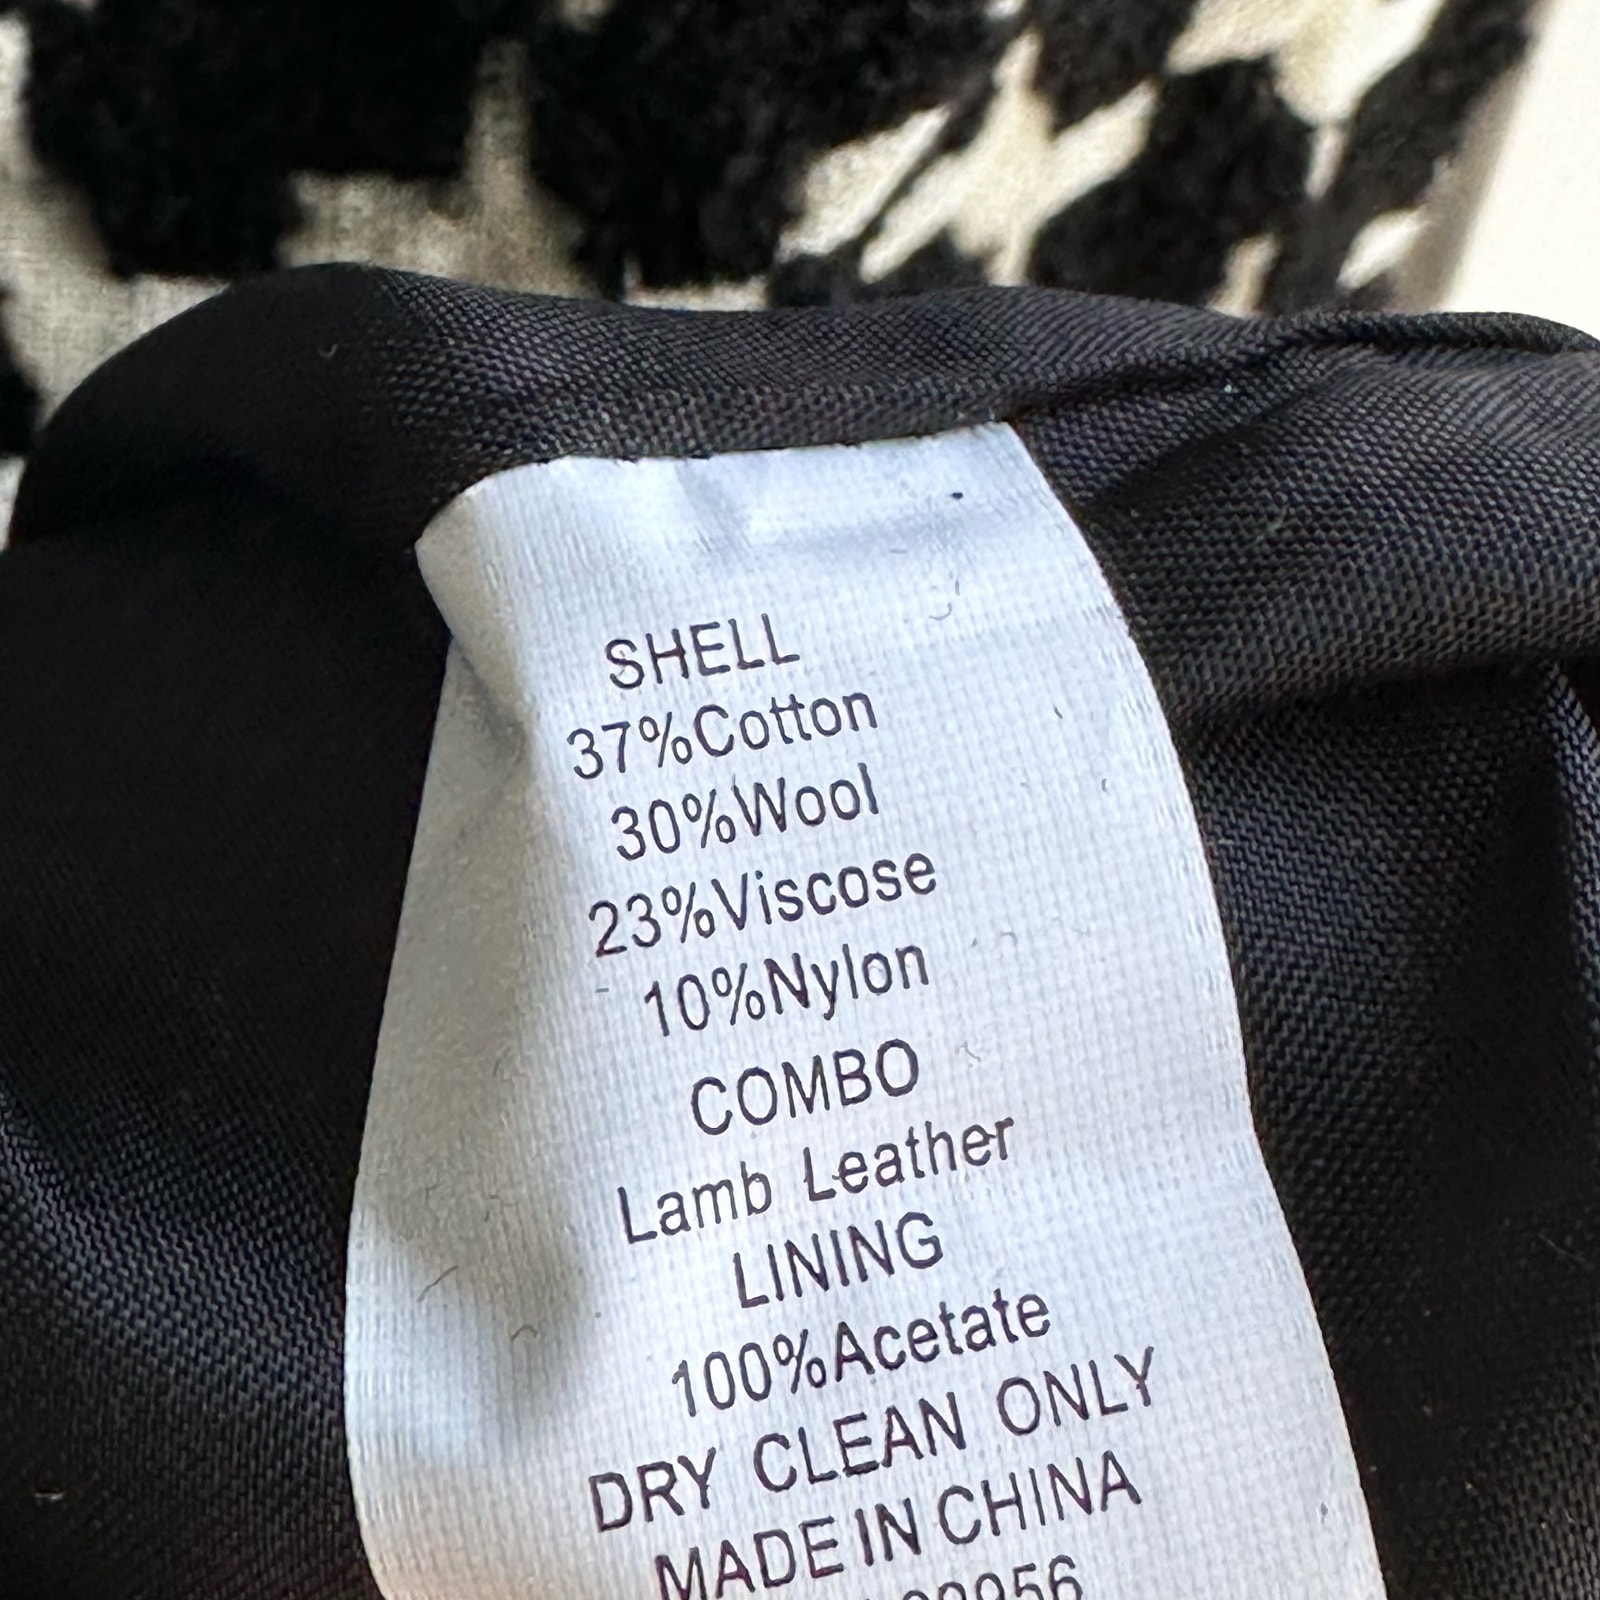 SHELL
37%Cotton
30%Wool
23%Viscose
10%Nylon
COMBO
Lamb Leather
LINING
100%Acetate
DRY CLEAN ONLY
MADE IN CHINA